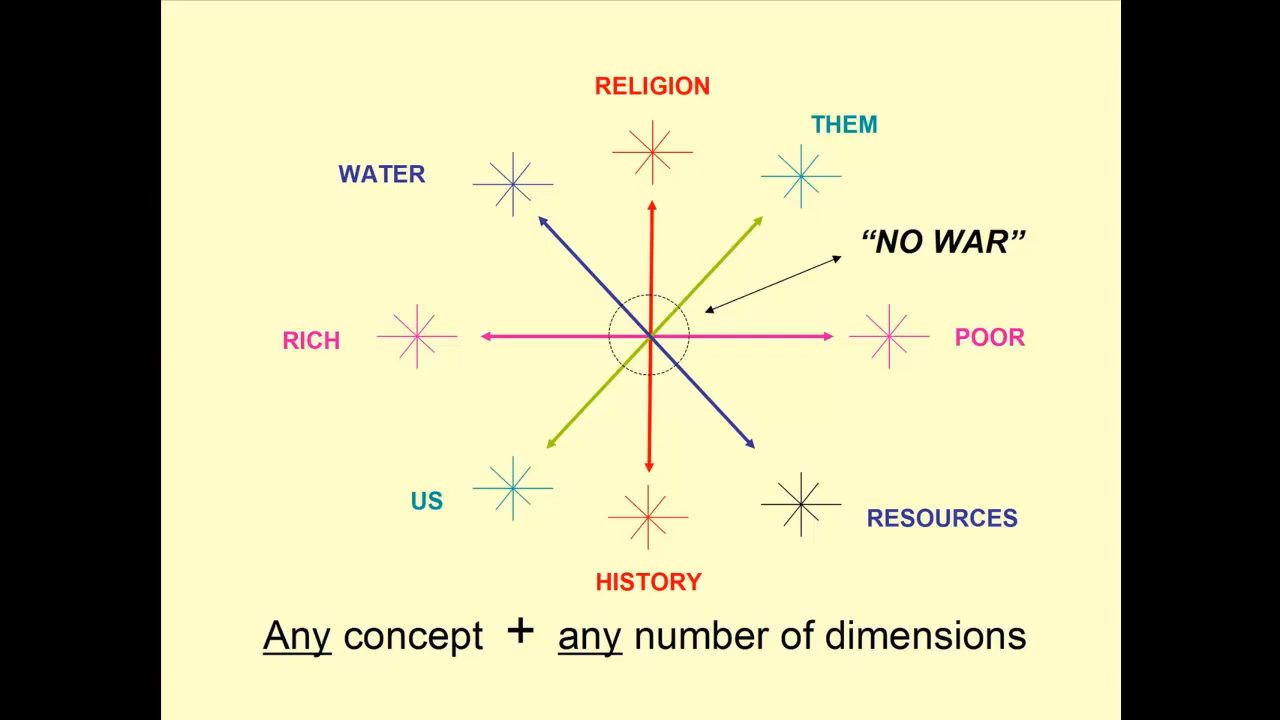 RELIGION
THEM
WATER
“NO WAR”
RICH
POOR
US
RESOURCES
HISTORY
Any concept + any number of dimensions